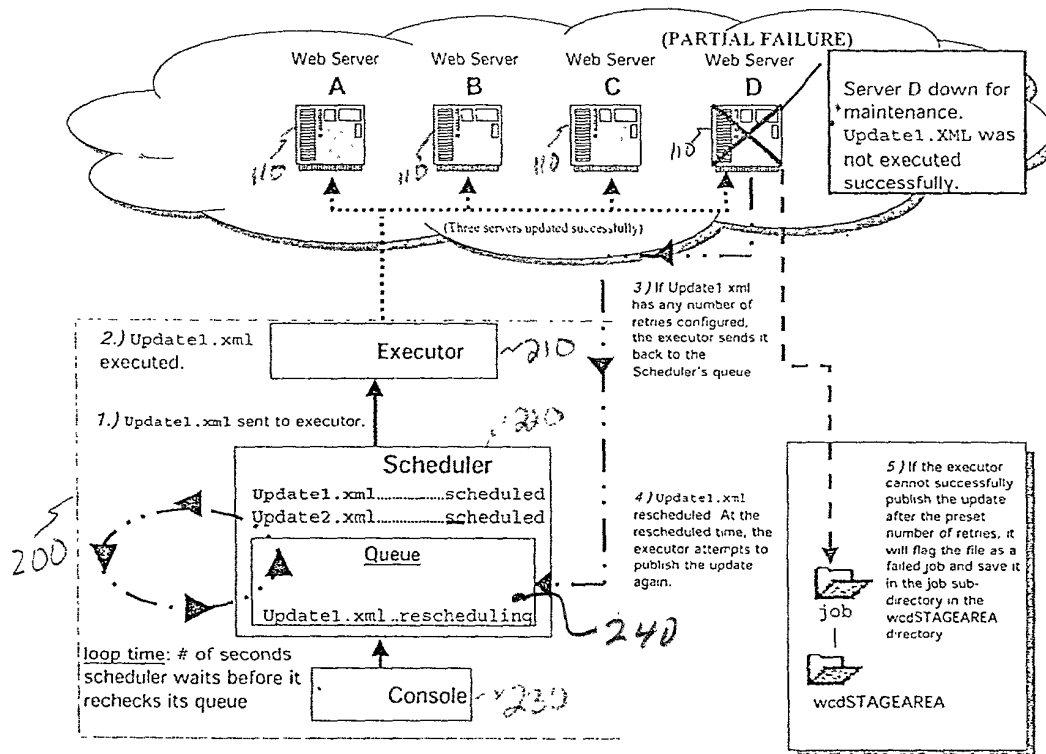 (PARTIAL FAILURE)
Web Server
A
Web Server
B
Web Server
C
Web Server
D
110
110
110
110
Server D down for
maintenance.
Update1.XML was
not executed
successfully.
(Three servers updated successfully)
2.) Update1.xml
executed.
Executor
210
3) If Update1 xml
has any number of
retries configured,
the executor sends it
back to the
Scheduler's queue
1.) Update1.xml sent to executor.
220
Scheduler
Update1.xml................scheduled
Update2.xml................scheduled
Queue
Update1.xml..rescheduling
200
240
4) Update1.xml
rescheduled At the
rescheduled time, the
executor attempts to
publish the update
again.
loop time: # of seconds
scheduler waits before it
rechecks its queue
Console
230
5) If the executor
cannot successfully
publish the update
after the preset
number of retries, it
will flag the file as a
failed job and save it
in the job sub-
directory in the
wcdSTAGEAREA
directory
job
wcdSTAGEAREA